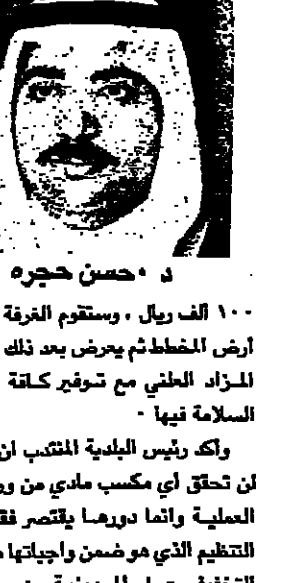 د . حسن حجره
١٠٠ ألف ريال ، وستقوم الغرفة
أرض المخطط ثم يعرض بعد ذلك
المزاد العلني مع توفير كافة
السلامة فيها ·
وأكد رئيس البلدية المنتدب ان
لن تحقق أي مكسب مادي من ور
العملية وانما دورها يقتصر فقـ
التنظيم الذي هو ضمن واجباتها